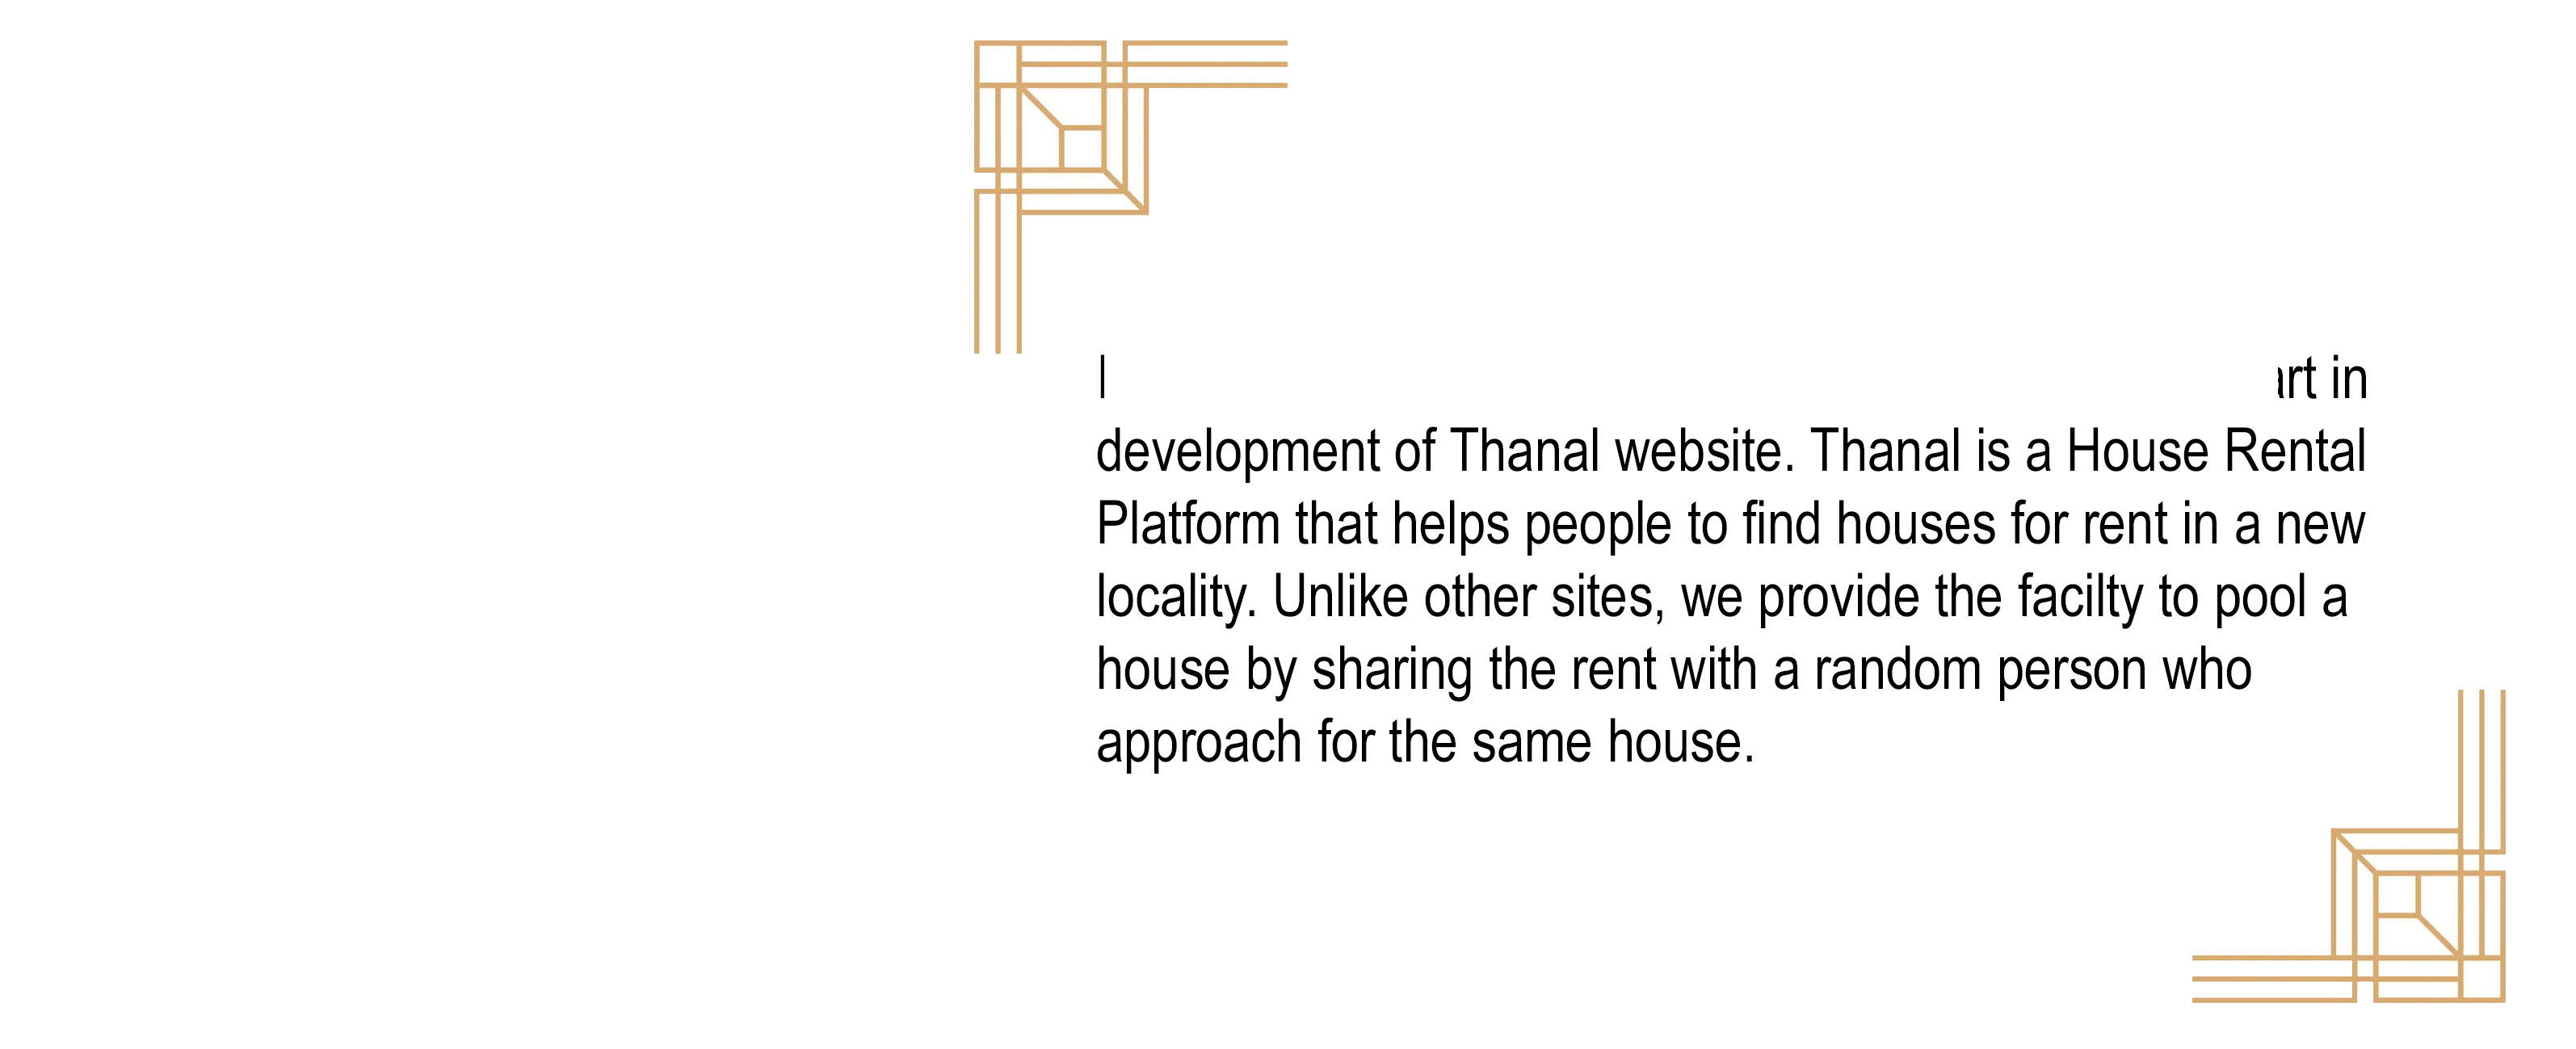 in
development of Thanal website. Thanal is a House Rental
Platform that helps people to find houses for rent in a new
locality. Unlike other sites, we provide the facilty to pool a
house by sharing the rent with a random person who
approach for the same house.